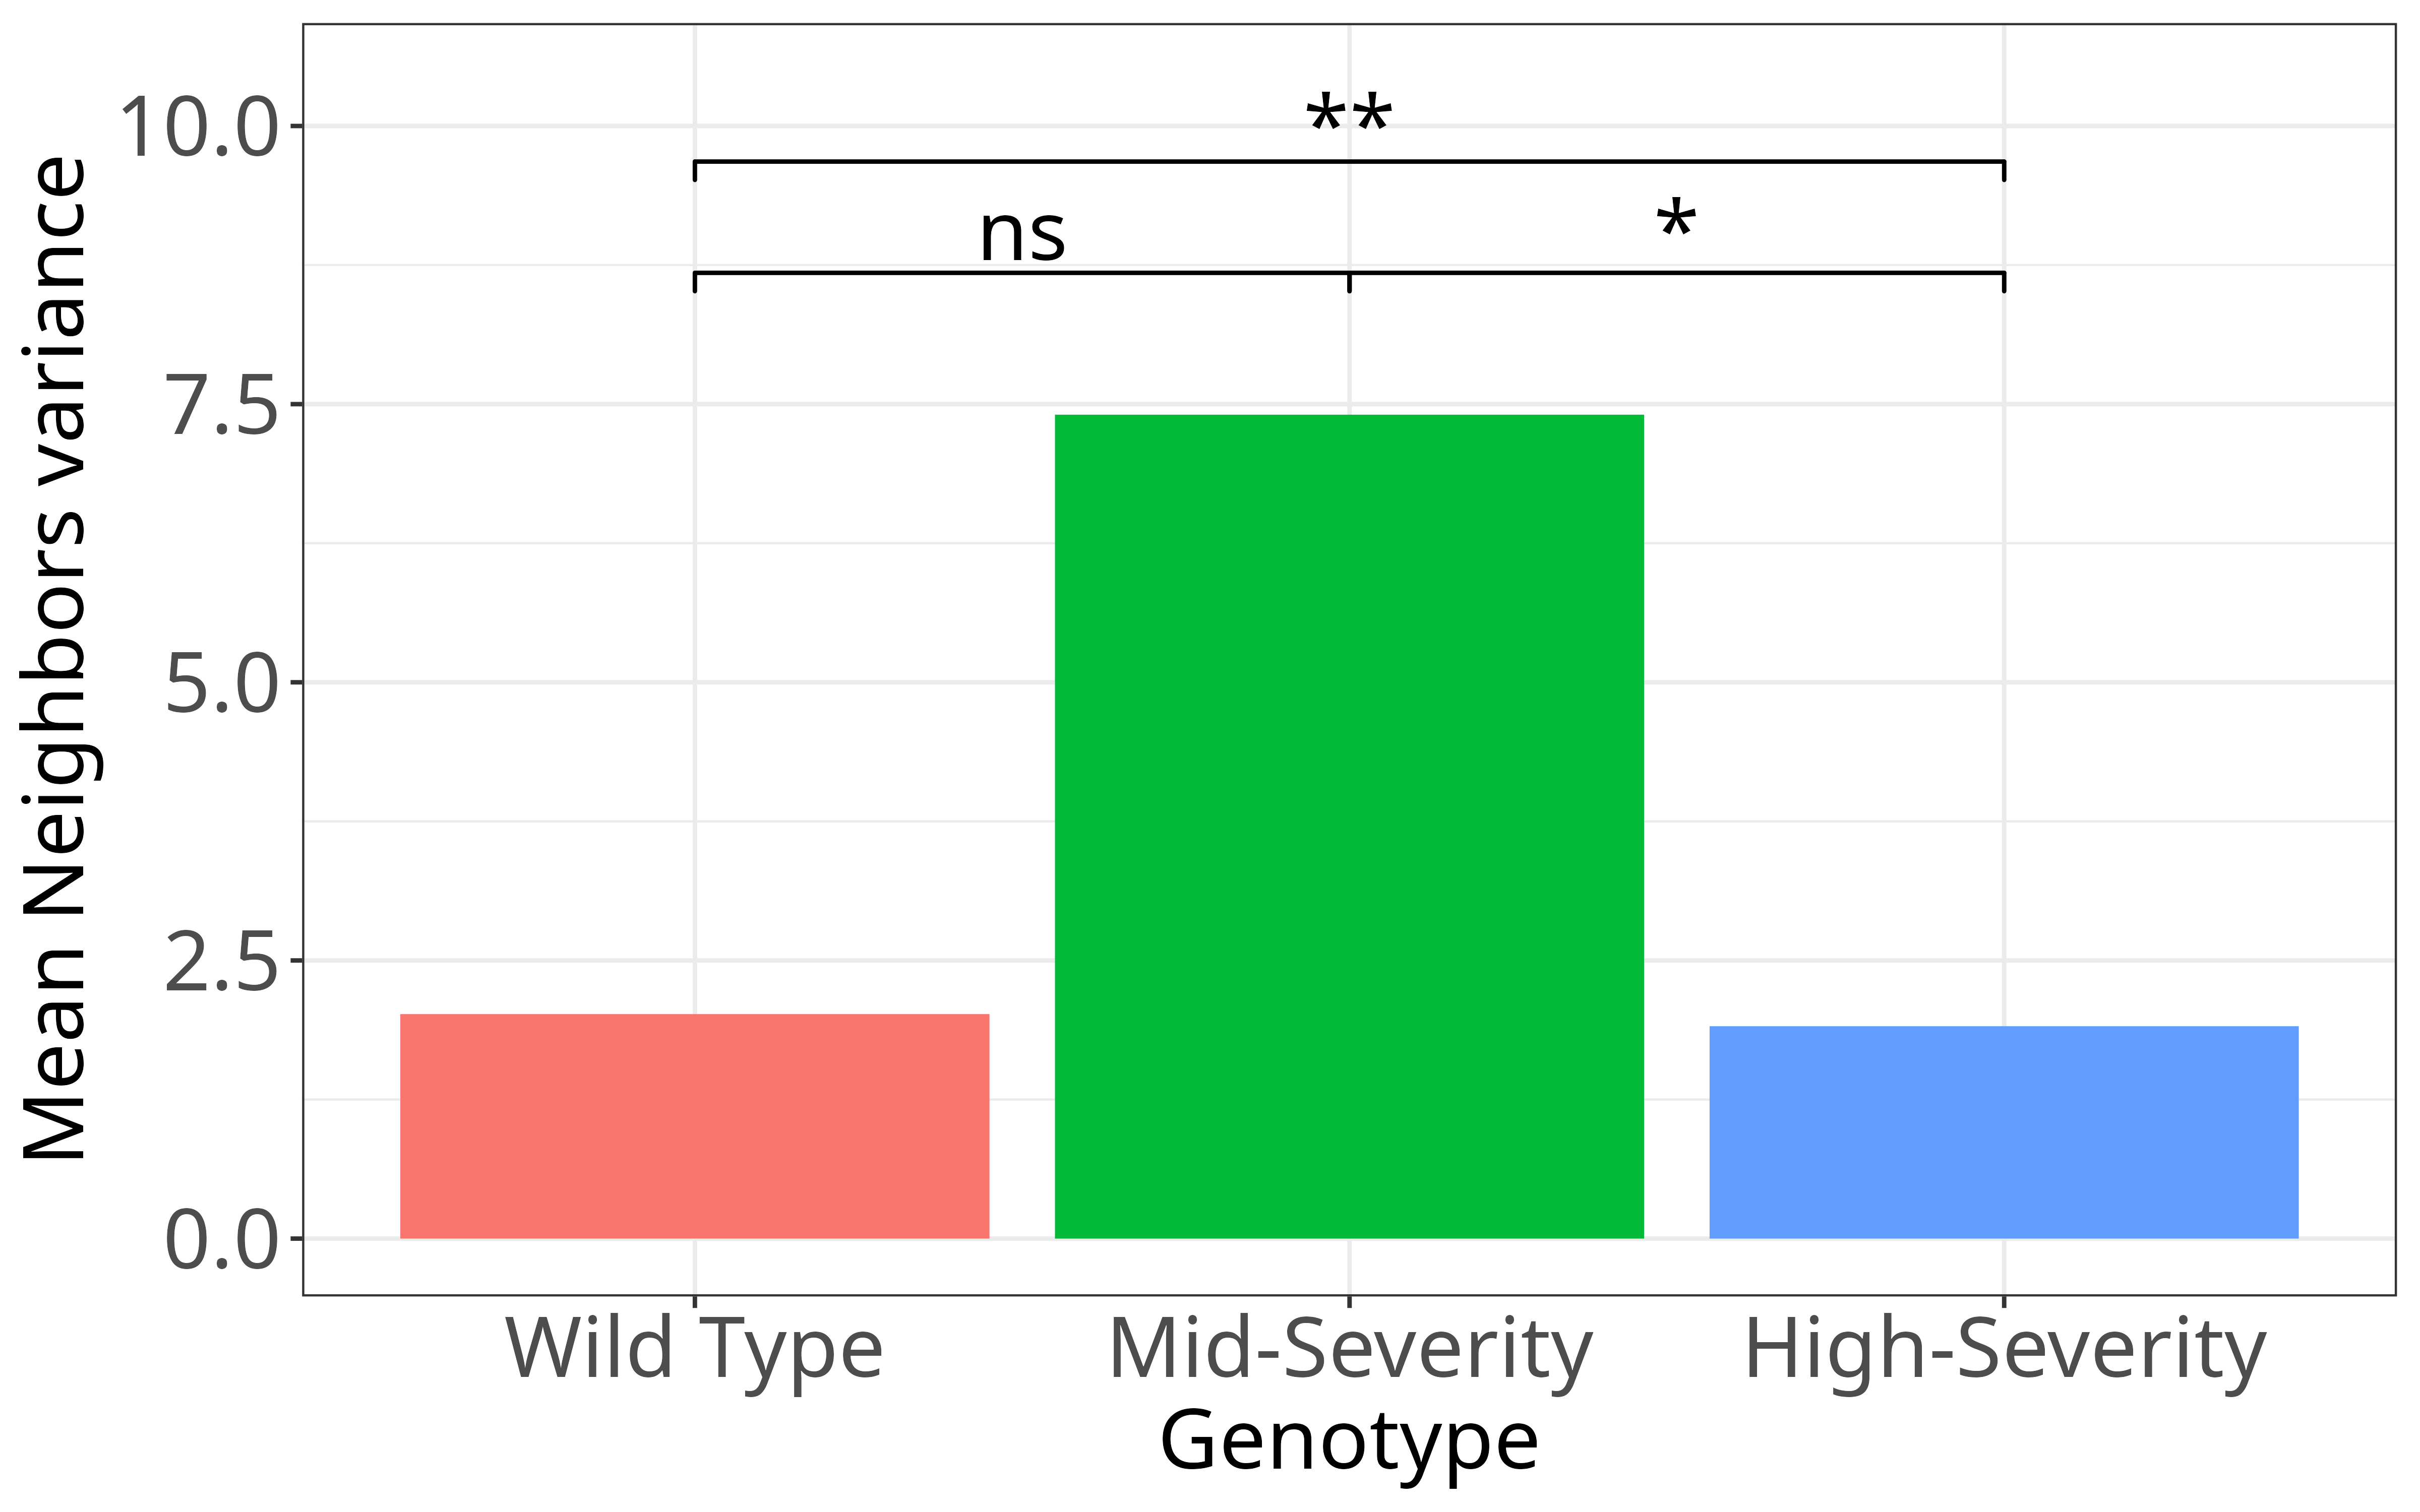 Mean Neighbors variance
10.0
7.5
5.0
2.5
0.0
**
ns
*
Wild Type
Mid-Severity
High-Severity
Genotype